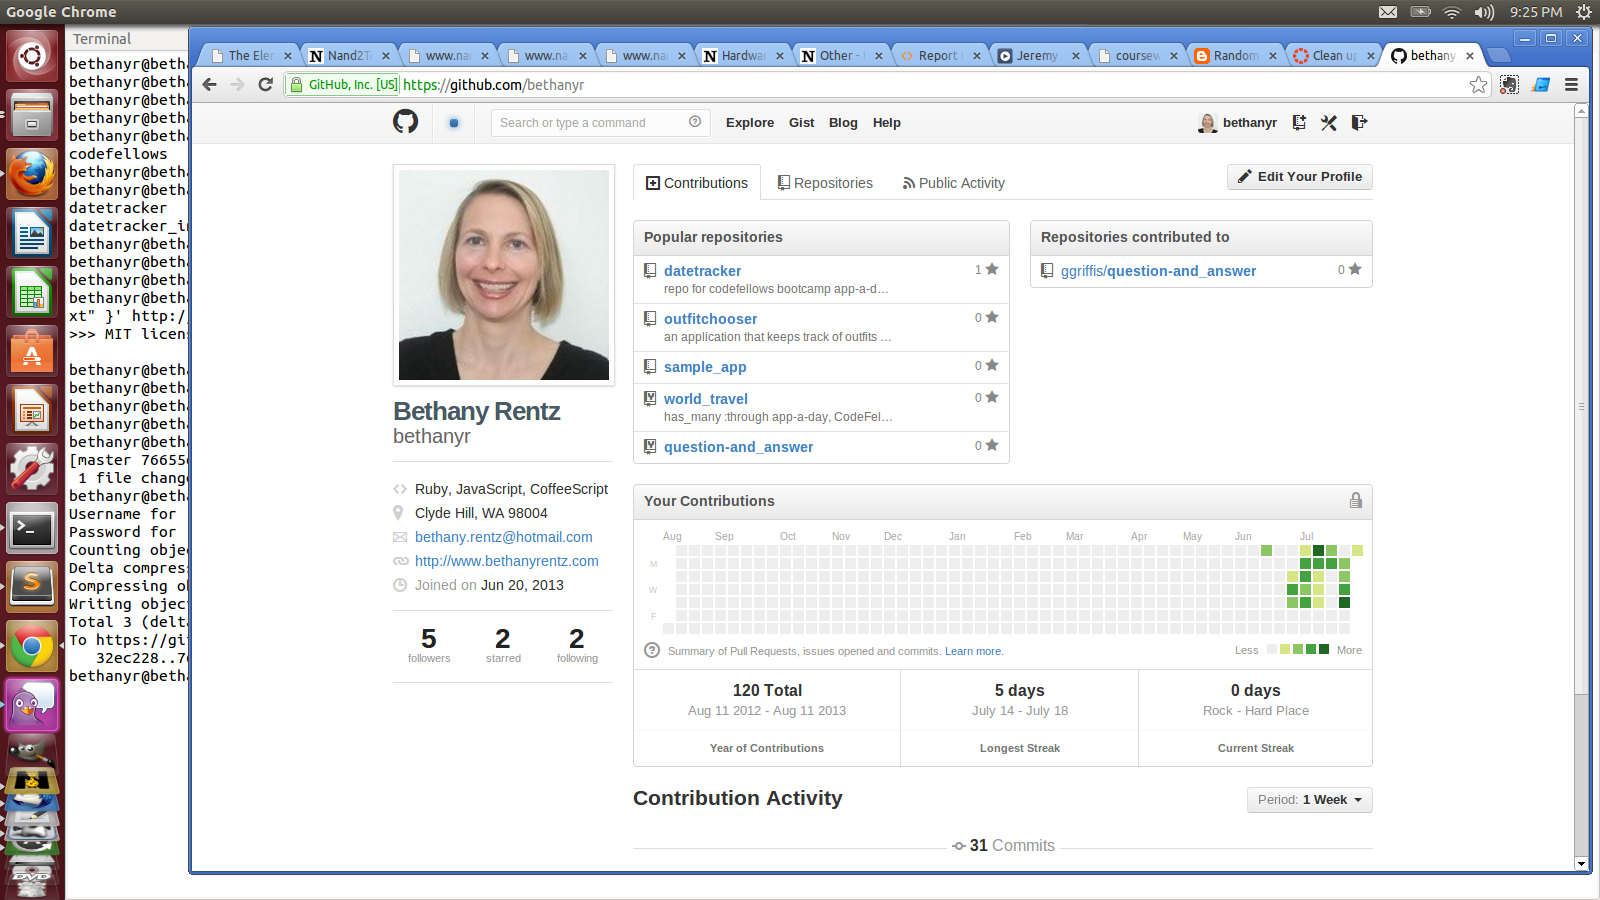 Google Chrome
9:25 PM
Terminal
The Eler
Nand2T
www.na
www.na
www.na
Hardwa
Other -
Report
Jeremy
coursew
Random
Clean up
bethany
GitHub, Inc. [US] https://github.com/bethanyr
Search or type a command
Explore
Gist
Blog
Help
bethanyr
Contributions
Repositories
Public Activity
Edit Your Profile
Popular repositories
datetracker
1
repo for codefellows bootcamp app-a-d…
outfitchooser
0
an application that keeps track of outfits …
sample_app
0
world_travel
0
has_many :through app-a-day, CodeFel…
question-and_answer
0
Repositories contributed to
ggriffis/question-and_answer
0
Bethany Rentz
bethanyr
Ruby, JavaScript, CoffeeScript
Clyde Hill, WA 98004
bethany.rentz@hotmail.com
http://www.bethanyrentz.com
Joined on Jun 20, 2013
5
followers
2
starred
2
following
Your Contributions
Aug Sep Oct Nov Dec Jan Feb Mar Apr May Jun Jul
M
W
F
Summary of Pull Requests, issues opened and commits. Learn more.
Less
More
120 Total
Aug 11 2012 - Aug 11 2013
Year of Contributions
5 days
July 14 - July 18
Longest Streak
0 days
Rock - Hard Place
Current Streak
Contribution Activity
Period: 1 Week
31 Commits
bethanyr@beth
bethanyr@beth
bethanyr@beth
bethanyr@beth
bethanyr@beth
codefellows
bethanyr@beth
bethanyr@beth
datetracker
datetracker_i
bethanyr@beth
bethanyr@beth
bethanyr@beth
bethanyr@beth
xt" }' http:/
>>> MIT licens
bethanyr@beth
bethanyr@beth
bethanyr@beth
bethanyr@beth
bethanyr@beth
[master 76655
1 file change
bethanyr@beth
Username for
Password for
Counting objec
Delta compress
Compressing ob
Writing object
Total 3 (delta
To https://git
32ec228..7
bethanyr@beth